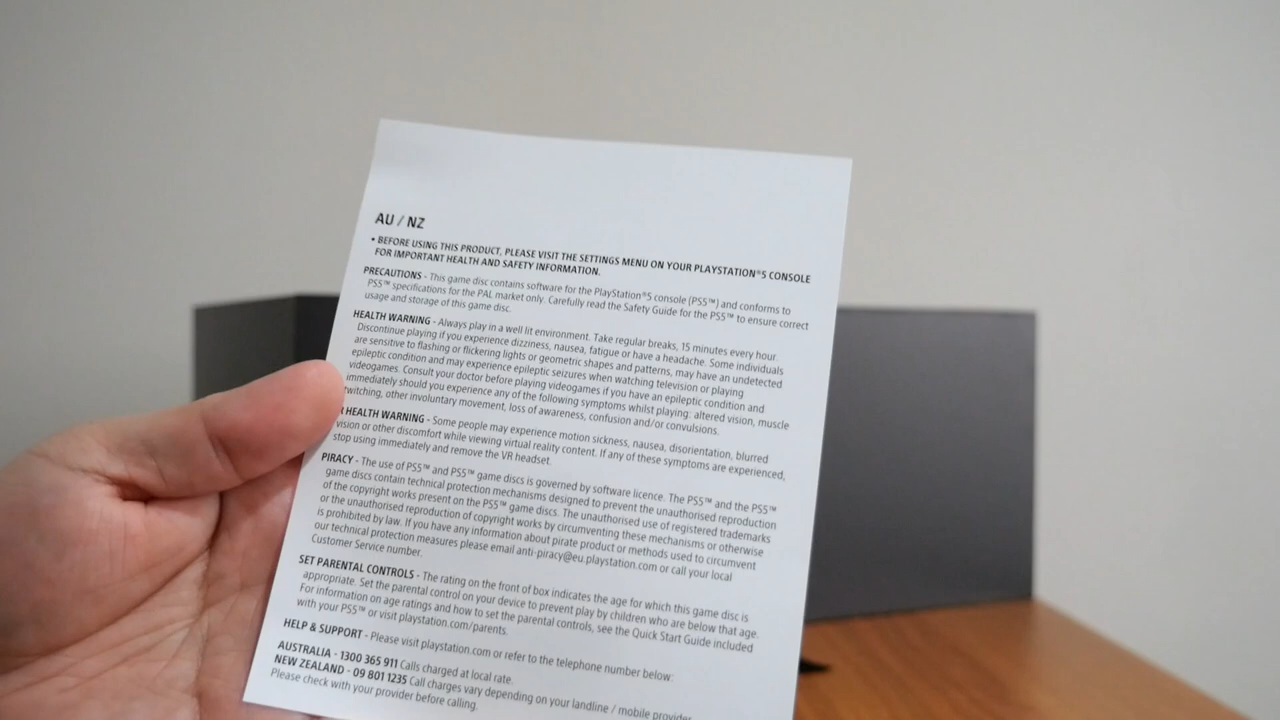 AU / NZ
• BEFORE USING THIS PRODUCT, PLEASE VISIT THE SETTINGS MENU ON YOUR PLAYSTATION®5 CONSOLE
FOR IMPORTANT HEALTH AND SAFETY INFORMATION.
PRECAUTIONS - This game disc contains software for the PlayStation®5 console (PS5™) and conforms to
PS5™ specifications for the PAL market only. Carefully read the Safety Guide for the PS5™ to ensure correct
usage and storage of this game disc.
HEALTH WARNING - Always play in a well lit environment. Take regular breaks, 15 minutes every hour.
Discontinue playing if you experience dizziness, nausea, fatigue or have a headache. Some individuals
are sensitive to flashing or flickering lights or geometric shapes and patterns, may have an undetected
epileptic condition and may experience epileptic seizures when watching television or playing
videogames. Consult your doctor before playing videogames if you have an epileptic condition and
immediately should you experience any of the following symptoms whilst playing: altered vision, muscle
twitching, other involuntary movement, loss of awareness, confusion and/or convulsions.
HEALTH WARNING - Some people may experience motion sickness, nausea, disorientation, blurred
vision or other discomfort while viewing virtual reality content. If any of these symptoms are experienced,
stop using immediately and remove the VR headset.
PIRACY - The use of PS5™ and PS5™ game discs is governed by software licence. The PS5™ and the PS5™
game discs contain technical protection mechanisms designed to prevent the unauthorised reproduction
of the copyright works present on the PS5™ game discs. The unauthorised use of registered trademarks
or the unauthorised reproduction of copyright works by circumventing these mechanisms or otherwise
is prohibited by law. If you have any information about pirate product or methods used to circumvent
our technical protection measures please email anti-piracy@eu.playstation.com or call your local
Customer Service number.
SET PARENTAL CONTROLS - The rating on the front of box indicates the age for which this game disc is
appropriate. Set the parental control on your device to prevent play by children who are below that age.
For information on age ratings and how to set the parental controls, see the Quick Start Guide included
with your PS5™ or visit playstation.com/parents.
HELP & SUPPORT - Please visit playstation.com or refer to the telephone number below:
AUSTRALIA - 1300 365 911 Calls charged at local rate.
NEW ZEALAND - 09 801 1235 Call charges vary depending on your landline / mobile provider.
Please check with your provider before calling.